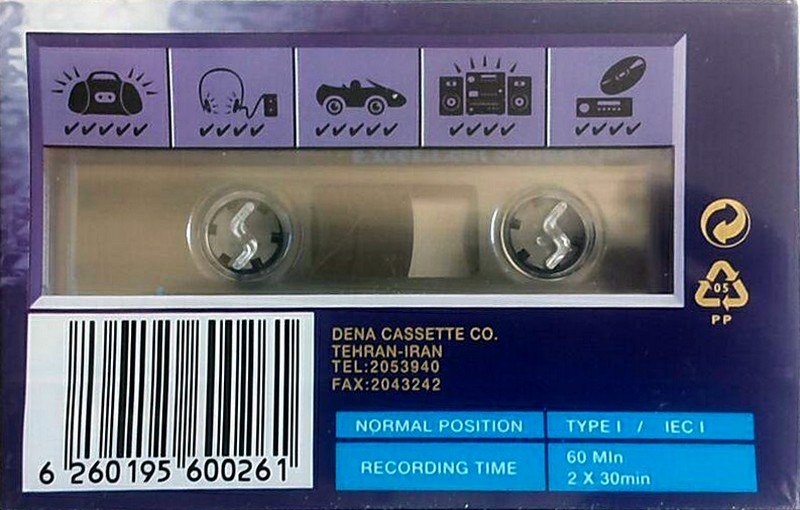 05
PP
DENA CASSETTE CO.
TEHRAN-IRAN
TEL:2053940
FAX:2043242
NORMAL POSITION TYPE I / IEC I
RECORDING TIME 60 MIn
2 X 30min
6 260195 600261